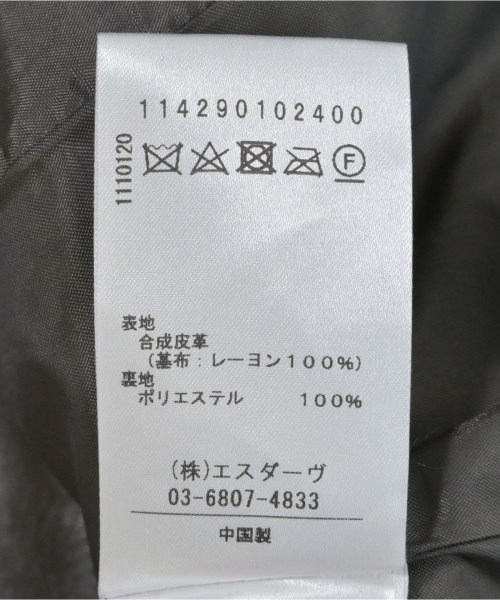 114290102400
1110120
F
表地
合成皮革
(基布:レーヨン100%)
裏地
ポリエステル 100%
(株)エスダーヴ
03-6807-4833
中国製